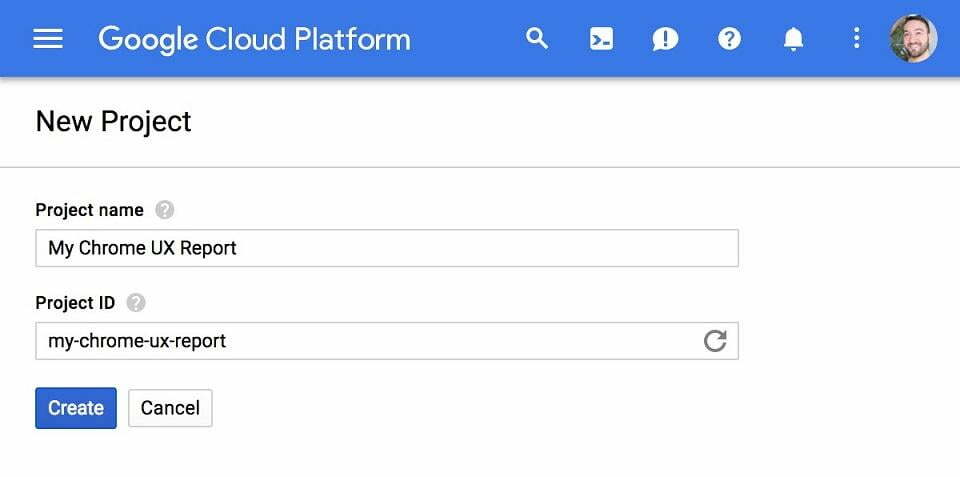 Google Cloud Platform
New Project
Project name
My Chrome UX Report
Project ID
my-chrome-ux-report
Create Cancel